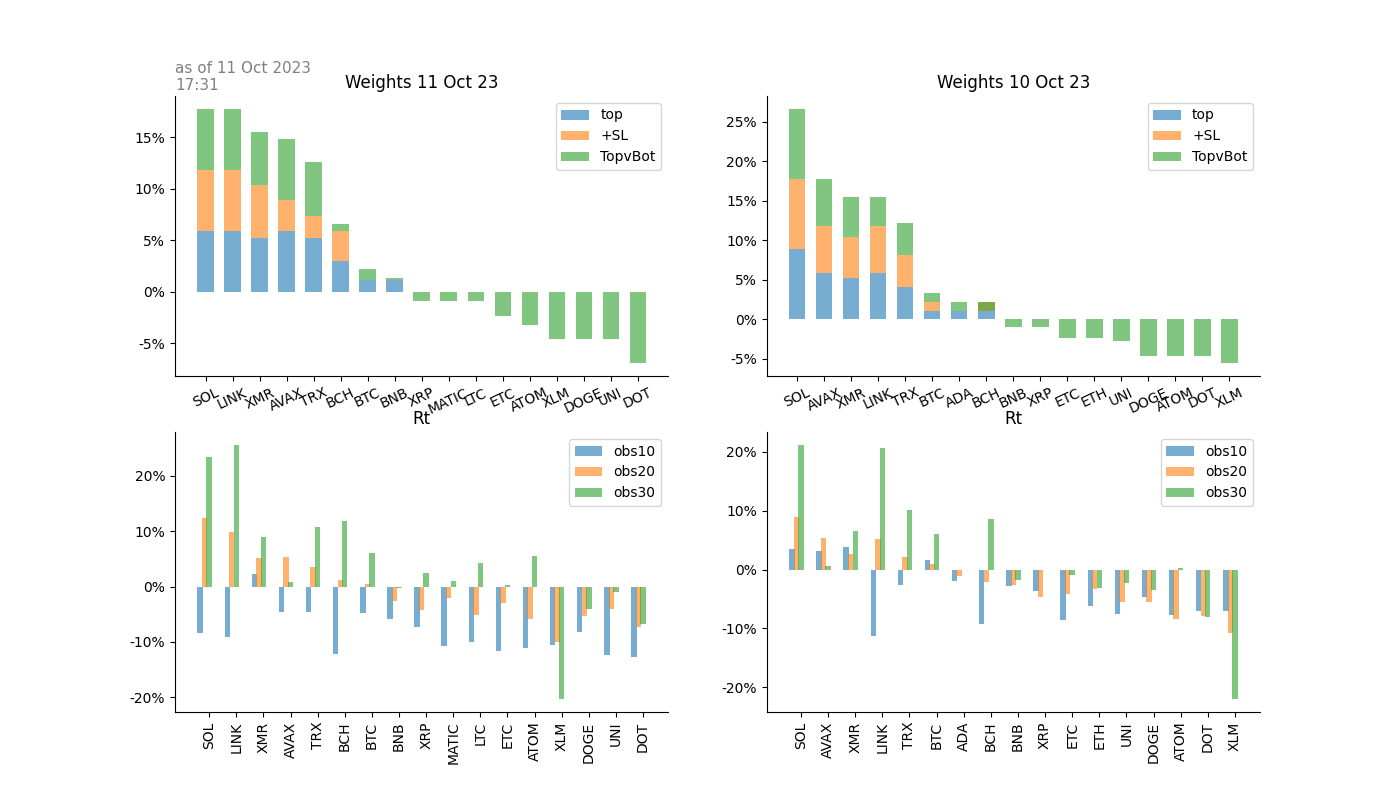 as of 11 Oct 2023
17:31
Weights 11 Oct 23
top
+SL
TopvBot
15%
10%
5%
0%
-5%
SOL LINK XMR AVAX TRX BCH BTC BNB XRP MATIC LTC ETC ATOM XLM DOGE UNI DOT
Weights 10 Oct 23
top
+SL
TopvBot
25%
20%
15%
10%
5%
0%
-5%
SOL AVAX XMR LINK TRX BTC ADA BCH BNB XRP ETC ETH UNI DOGE ATOM DOT XLM
Rt
obs10
obs20
obs30
20%
10%
0%
-10%
-20%
SOL LINK XMR AVAX TRX BCH BTC BNB XRP MATIC LTC ETC ATOM XLM DOGE UNI DOT
Rt
obs10
obs20
obs30
20%
10%
0%
-10%
-20%
SOL AVAX XMR LINK TRX BTC ADA BCH BNB XRP ETC ETH UNI DOGE ATOM DOT XLM